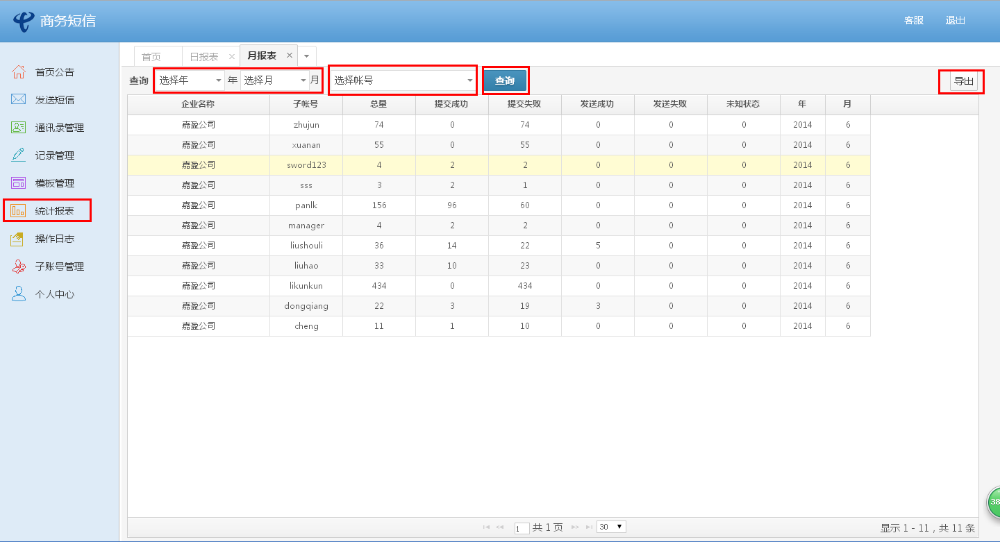 商务短信 客服 退出
首页 日报表 月报表
首页公告
发送短信
通讯录管理
记录管理
模板管理
统计报表
操作日志
子账号管理
个人中心
查询 选择年 年 选择月 月 选择帐号 查询 导出
企业名称 子帐号 总量 提交成功 提交失败 发送成功 发送失败 未知状态 年 月
嘉盈公司 zhujun 74 0 74 0 0 0 2014 6
嘉盈公司 xuanan 55 0 55 0 0 0 2014 6
嘉盈公司 sword123 4 2 2 0 0 0 2014 6
嘉盈公司 sss 3 2 1 0 0 0 2014 6
嘉盈公司 panlk 156 96 60 0 0 0 2014 6
嘉盈公司 manager 4 2 2 0 0 0 2014 6
嘉盈公司 liushouli 36 14 22 5 0 0 2014 6
嘉盈公司 liuhao 33 10 23 0 0 0 2014 6
嘉盈公司 likunkun 434 0 434 0 0 0 2014 6
嘉盈公司 dongqiang 22 3 19 3 0 0 2014 6
嘉盈公司 cheng 11 1 10 0 0 0 2014 6
38
1 共 1 页 30 显示 1 - 11 , 共 11 条